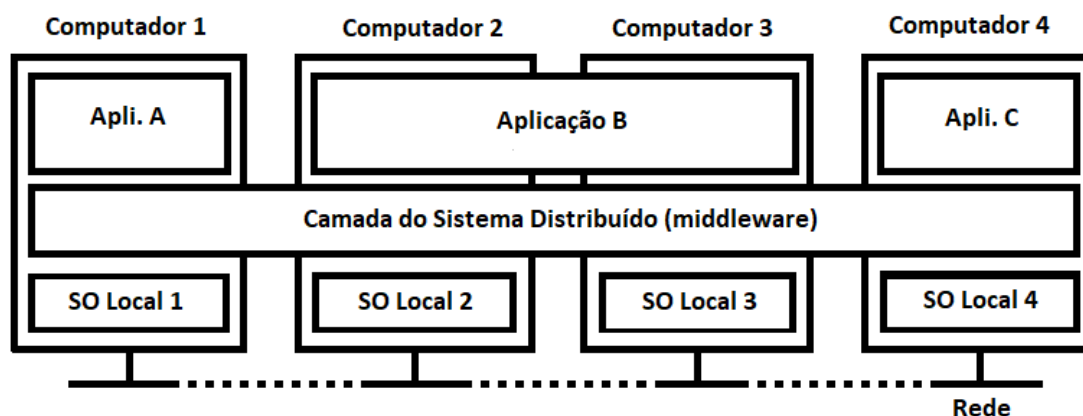 Computador 1
Computador 2
Computador 3
Computador 4
Apli. A
Aplicação B
Apli. C
Camada do Sistema Distribuído (middleware)
SO Local 1
SO Local 2
SO Local 3
SO Local 4
Rede